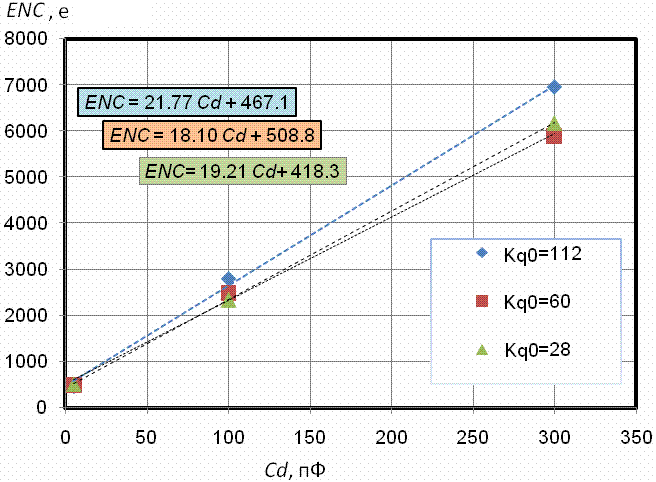 ENC, e
8000
7000
6000
5000
4000
3000
2000
1000
0
ENC = 21.77 Cd + 467.1
ENC = 18.10 Cd + 508.8
ENC= 19.21 Cd+ 418.3
Kq0=112
Kq0=60
Kq0=28
0 50 100 150 200 250 300 350
Cd, пФ